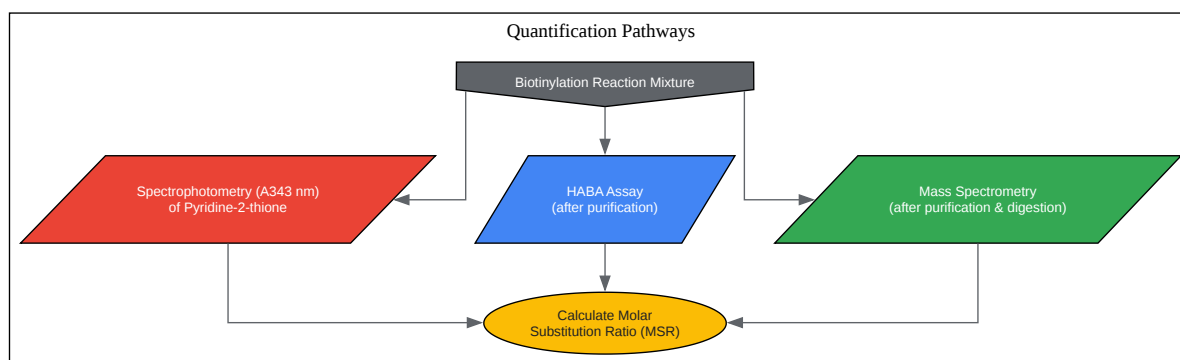 Quantification Pathways
Biotinylation Reaction Mixture
Spectrophotometry (A343 nm)
of Pyridine-2-thione
HABA Assay
(after purification)
Mass Spectrometry
(after purification & digestion)
Calculate Molar
Substitution Ratio (MSR)